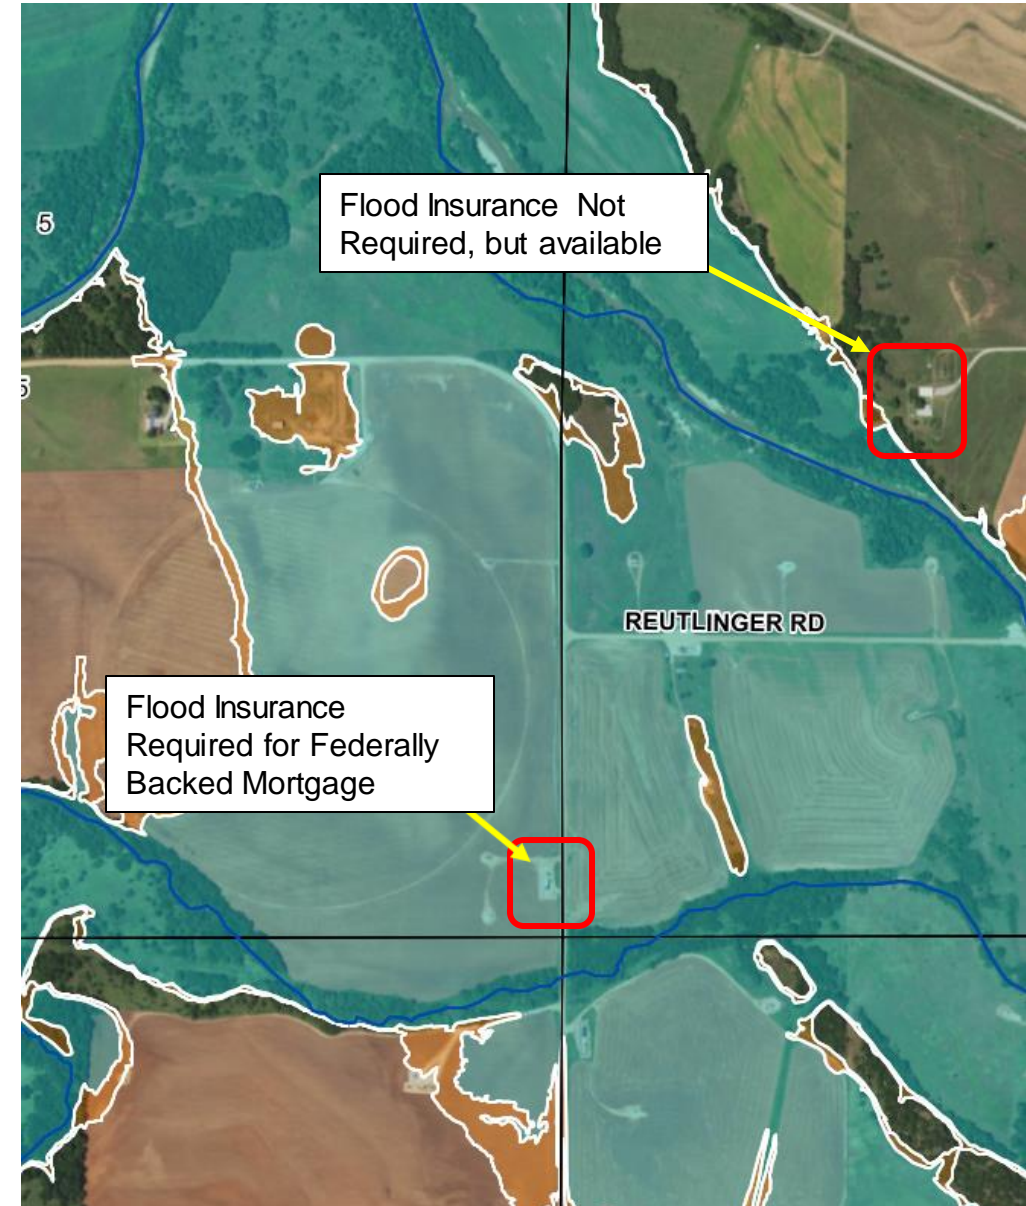 5
Flood Insurance Not
Required, but available
5
REUTLINGER RD
Flood Insurance
Required for Federally
Backed Mortgage